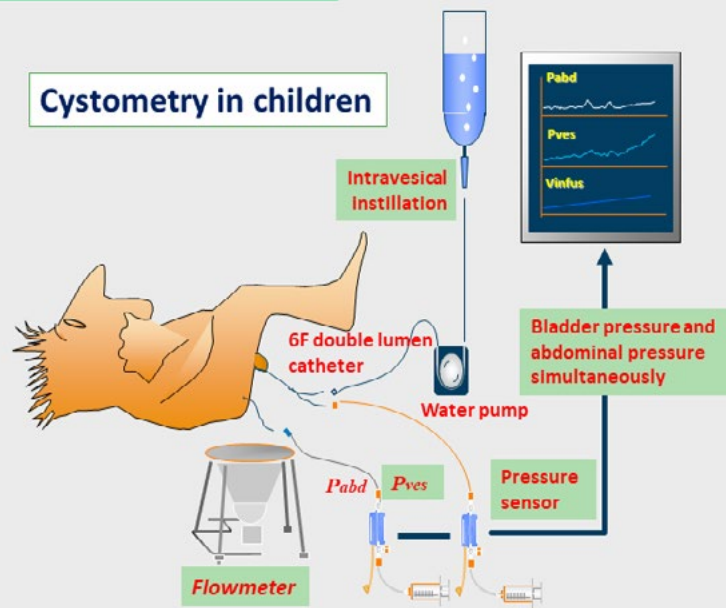 Cystometry in children
Pabd
Pves
Vinfus
Intravesical
instillation
6F double lumen
catheter
Water pump
Bladder pressure and
abdominal pressure
simultaneously
Pabd
Pves
Pressure
sensor
Flowmeter